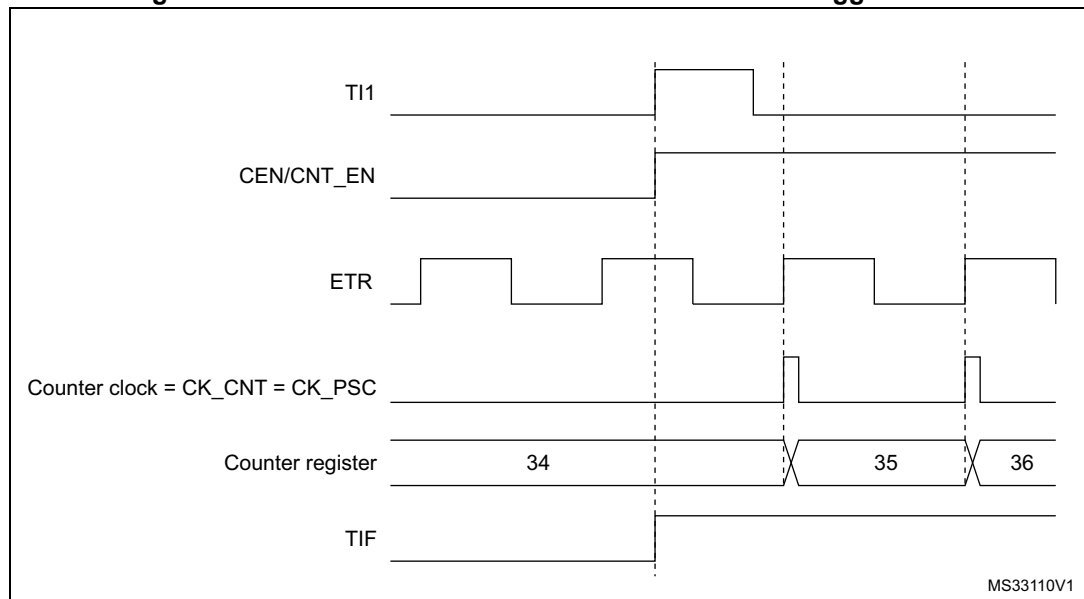 TI1
CEN/CNT_EN
ETR
Counter clock = CK_CNT = CK_PSC
Counter register 34 35 36
TIF
MS33110V1